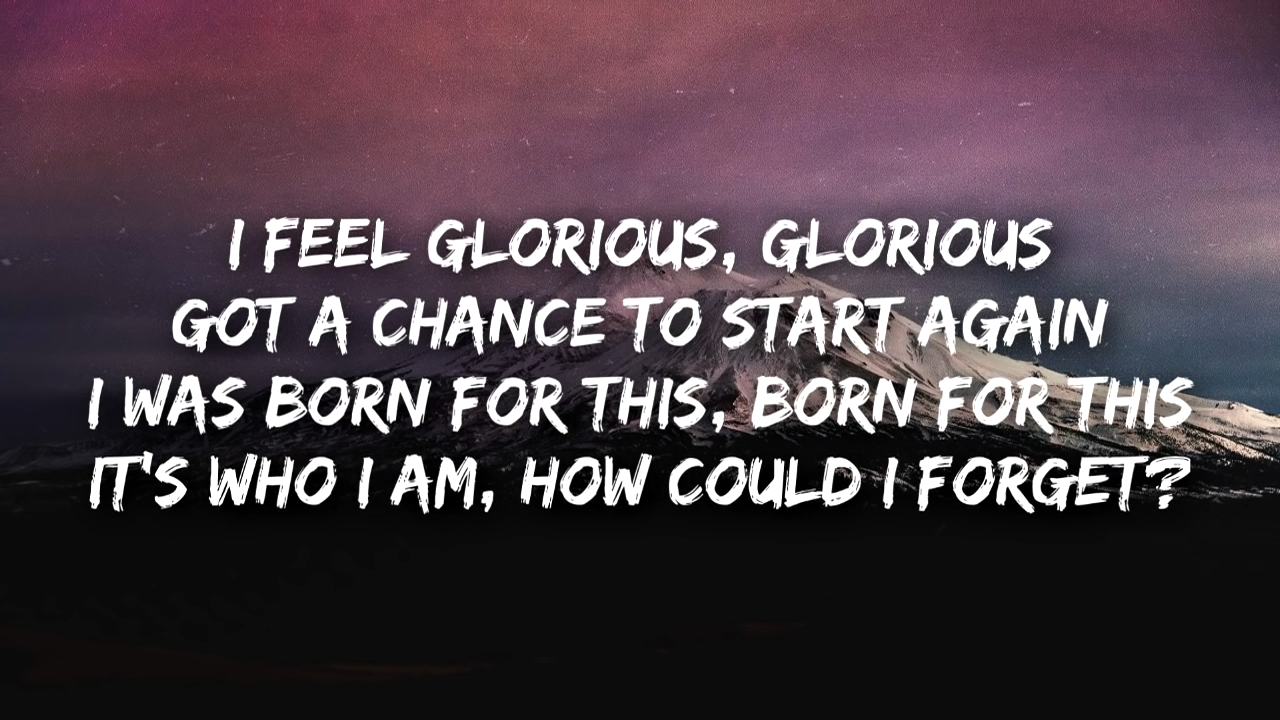 I FEEL GLORIOUS, GLORIOUS
GOT A CHANCE TO START AGAIN
I WAS BORN FOR THIS, BORN FOR THIS
IT'S WHO I AM, HOW COULD I FORGET?